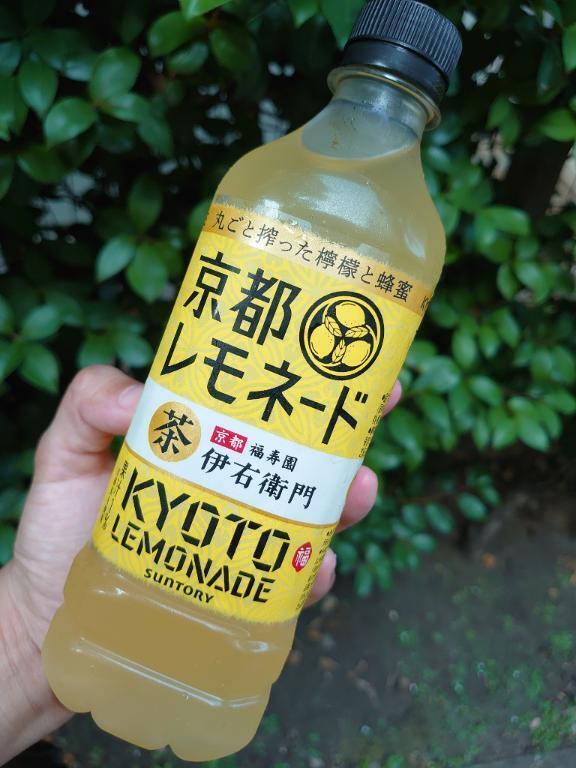 丸ごと搾った檸檬と蜂蜜
京都
レモネード
茶
京都
福寿園
伊右衛門
KYOTO
LEMONADE
福
SUNTORY